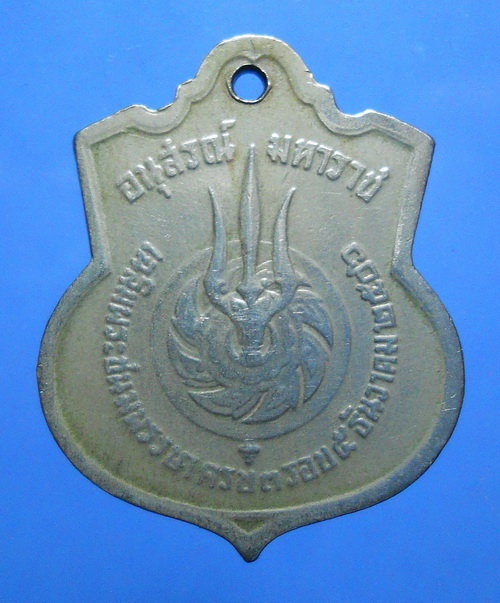 อนุสรณ์ มหาราช
เฉลิมพระชนมพรรษาครบ๓รอบ ๕ ธันวาคม ๒๕๐๖